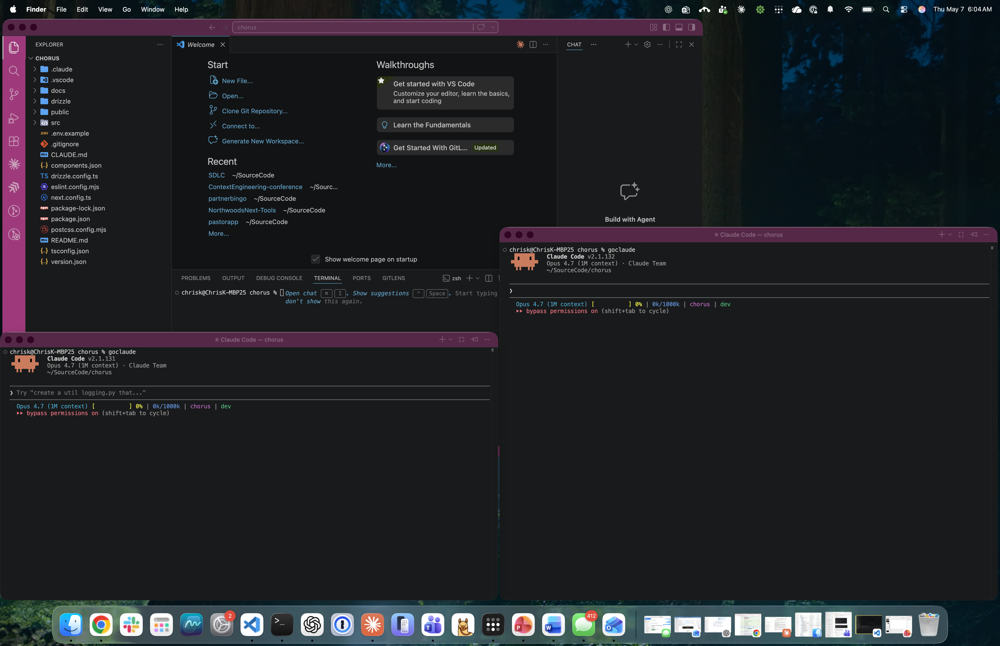 Finder File Edit View Go Window Help
Thu May 7 6:04 AM
chorus
EXPLORER
CHORUS
.claude
.vscode
docs
drizzle
public
src
.ENV .env.example
.gitignore
CLAUDE.md
{..} components.json
TS drizzle.config.ts
eslint.config.mjs
N next.config.ts
npm package-lock.json
npm package.json
postcss.config.mjs
README.md
{..} tsconfig.json
{..} version.json
Welcome
Start
New File...
Open...
Clone Git Repository...
Connect to...
Generate New Workspace...
Recent
SDLC ~/SourceCode
ContextEngineering-conference ~/Sourc...
partnerbingo ~/SourceCode
NorthwoodsNext-Tools ~/SourceCode
pastorapp ~/SourceCode
More...
Walkthroughs
Get started with VS Code
Customize your editor, learn the basics,
and start coding
Learn the Fundamentals
Get Started With GitL... Updated
More...
Show welcome page on startup
CHAT
Build with Agent
PROBLEMS OUTPUT DEBUG CONSOLE TERMINAL PORTS GITLENS
zsh
chrisk@ChrisK-MBP25 chorus % Open chat ⌘ I. Show suggestions ^ Space. Start typing
don't show this again.
✳ Claude Code — chorus
chrisk@ChrisK-MBP25 chorus % goclaude
Claude Code v2.1.132
Opus 4.7 (1M context) · Claude Team
~/SourceCode/chorus
❯
Opus 4.7 (1M context) [ ] 0% | 0k/1000k | chorus | dev
▸▸ bypass permissions on (shift+tab to cycle)
✳ Claude Code — chorus
chrisk@ChrisK-MBP25 chorus % goclaude
Claude Code v2.1.131
Opus 4.7 (1M context) · Claude Team
~/SourceCode/chorus
❯ Try "create a util logging.py that..."
Opus 4.7 (1M context) [ ] 0% | 0k/1000k | chorus | dev
▸▸ bypass permissions on (shift+tab to cycle)
2
412